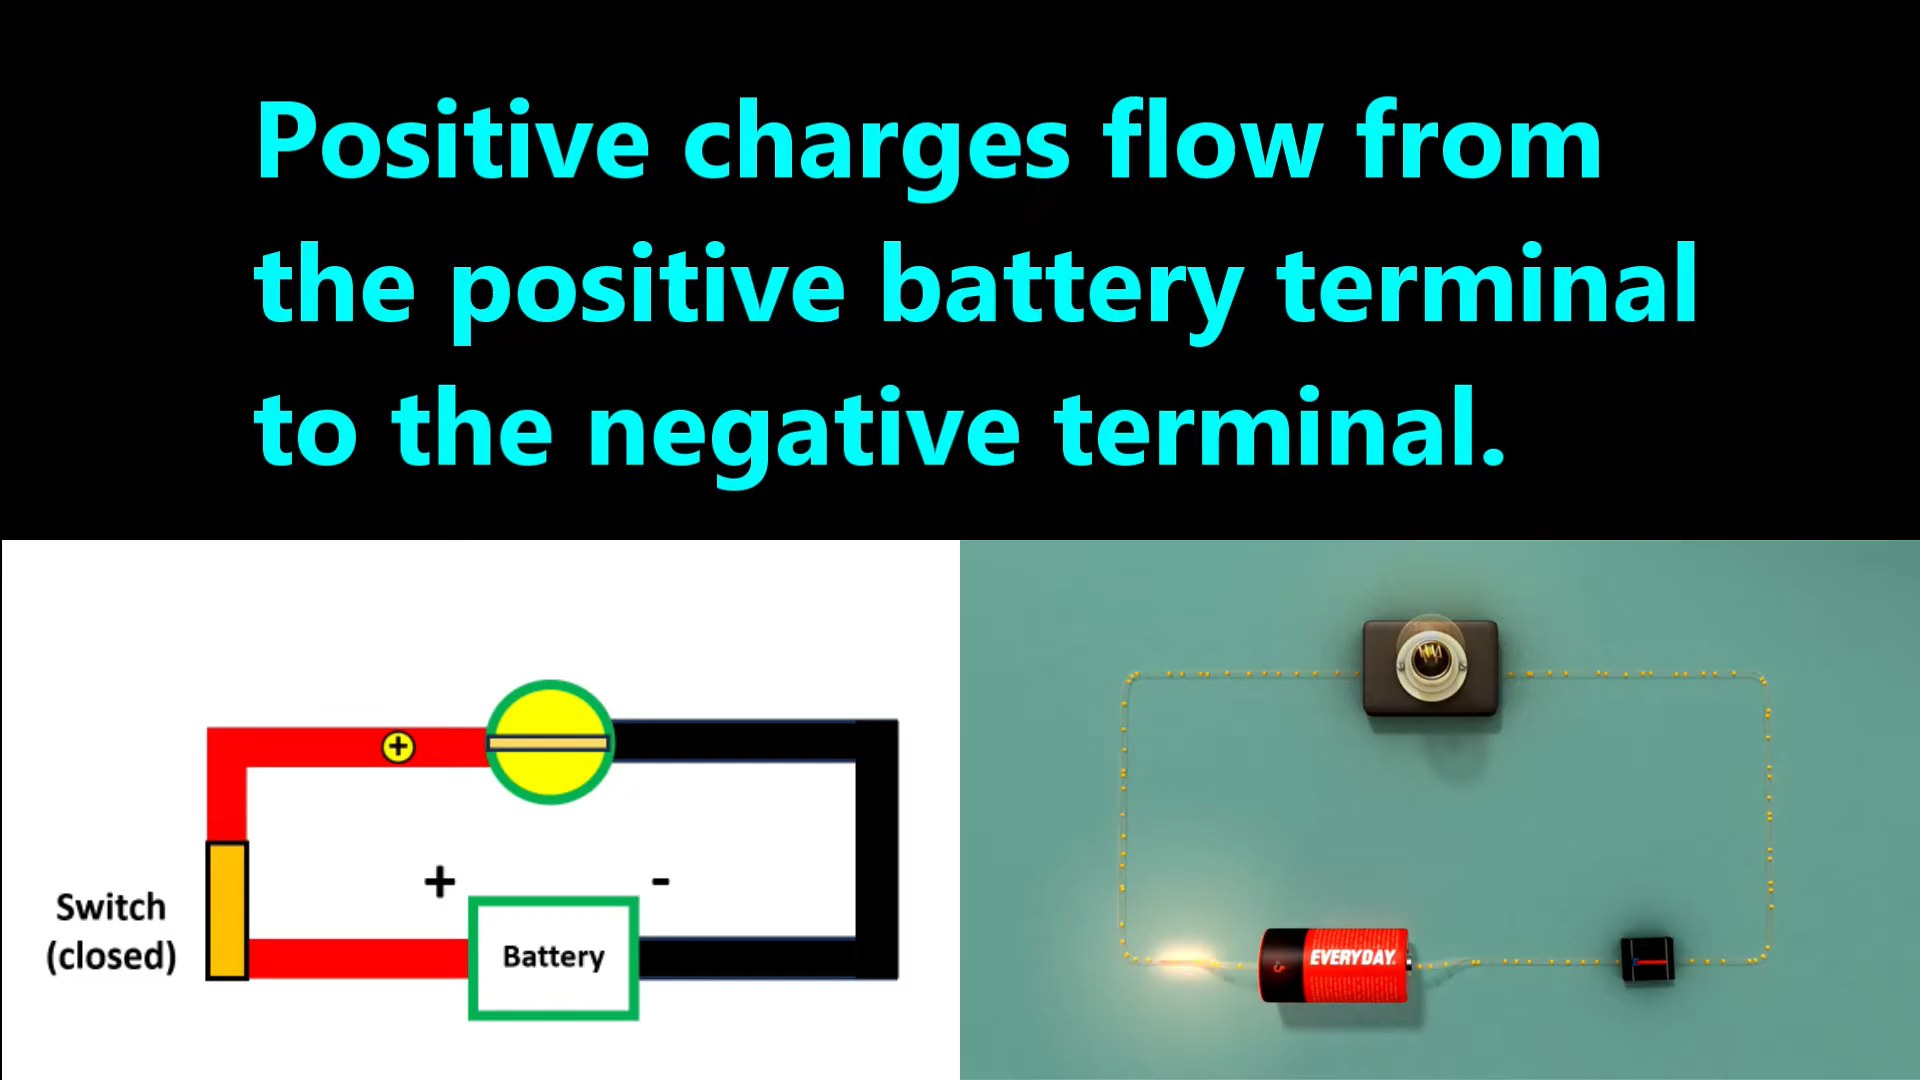 Positive charges flow from
the positive battery terminal
to the negative terminal.
+
+ -
Switch
(closed)
Battery
EVERYDAY.